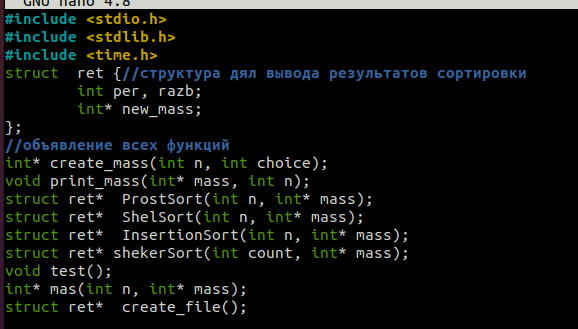 GNU nano 4.8
#include <stdio.h>
#include <stdlib.h>
#include <time.h>
struct  ret {//структура дял вывода результатов сортировки
        int per, razb;
        int* new_mass;
};
//объявление всех функций
int* create_mass(int n, int choice);
void print_mass(int* mass, int n);
struct ret*  ProstSort(int n, int* mass);
struct ret*  ShelSort(int n, int* mass);
struct ret*  InsertionSort(int n, int* mass);
struct ret* shekerSort(int count, int* mass);
void test();
int* mas(int n, int* mass);
struct ret*  create_file();